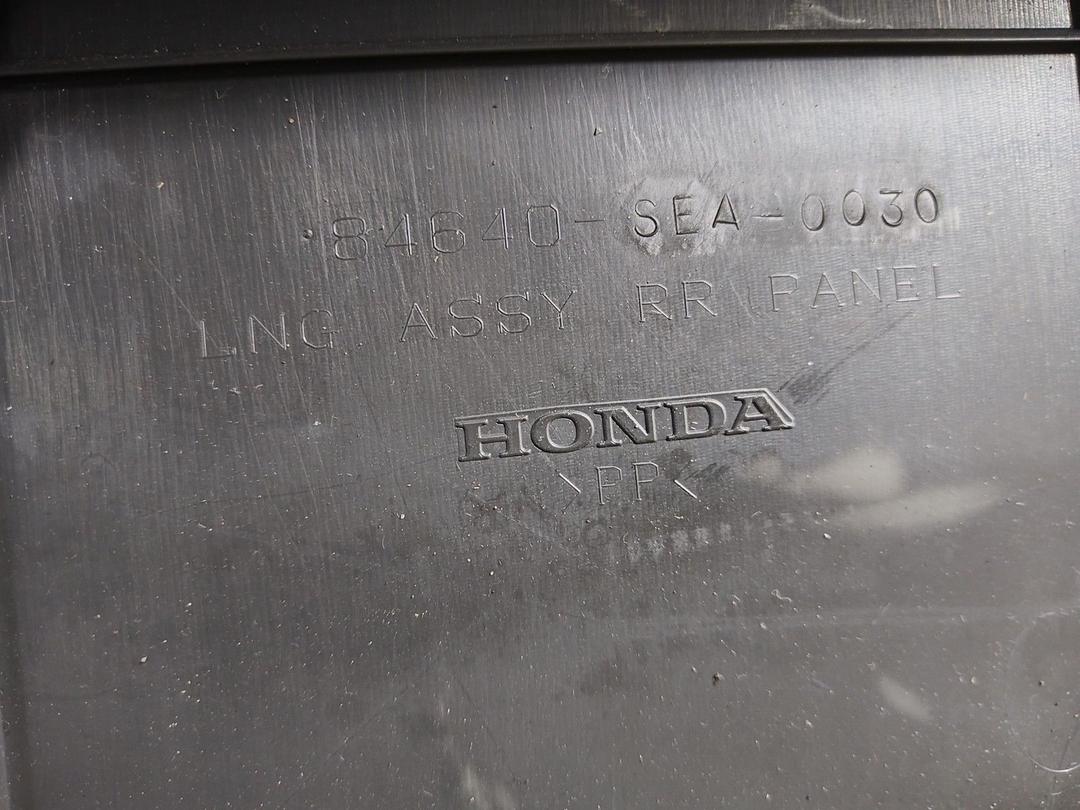 84640-SEA-0030
LNG ASSY RR PANEL
HONDA
>PP<